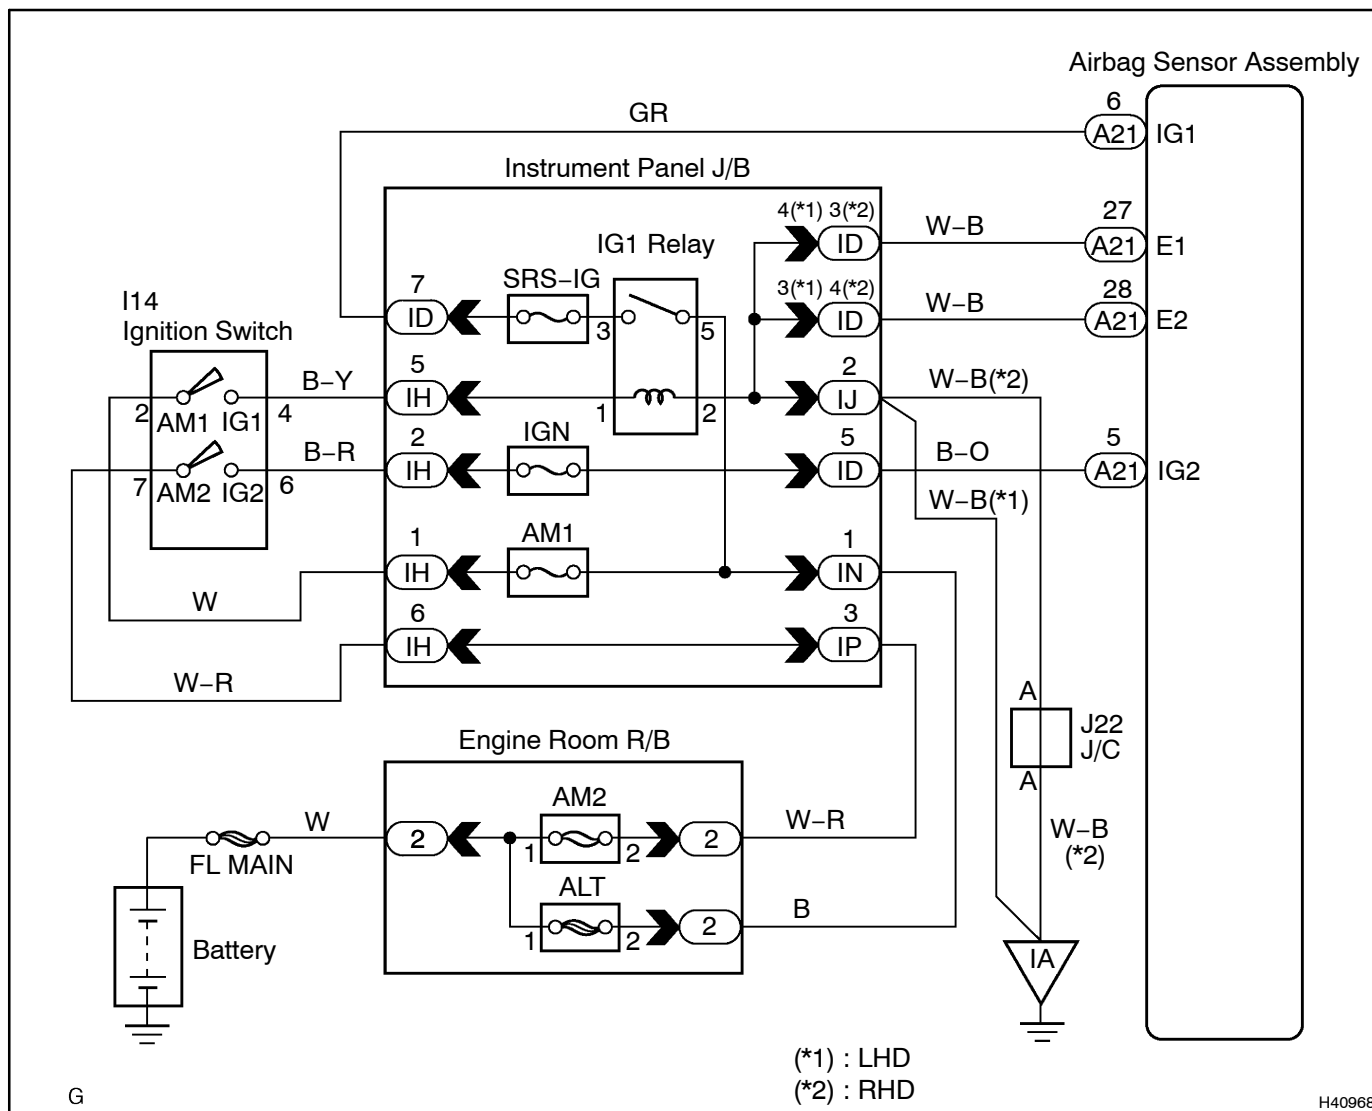 Airbag Sensor Assembly
6
GR
A21 IG1
Instrument Panel J/B
4(*1) 3(*2)
27
W−B
IG1 Relay
ID
A21 E1
SRS−IG
7
3(*1) 4(*2)
28
I14
Ignition Switch
ID
3
5
ID
W−B
A21 E2
5
2
B−Y
W−B(*2)
IH
1
2
IJ
2
AM1 IG1
4
2
IGN
5
B−O
5
B−R
7
AM2 IG2
6
IH
ID
A21 IG2
W−B(*1)
1
AM1
1
IH
IN
W
6
3
IH
IP
W−R
A
J22
J/C
A
Engine Room R/B
AM2
W
2
1
2
2
W−R
FL MAIN
W−B
(*2)
ALT
B
1
2
2
Battery
IA
(*1) : LHD
(*2) : RHD
G
H40968